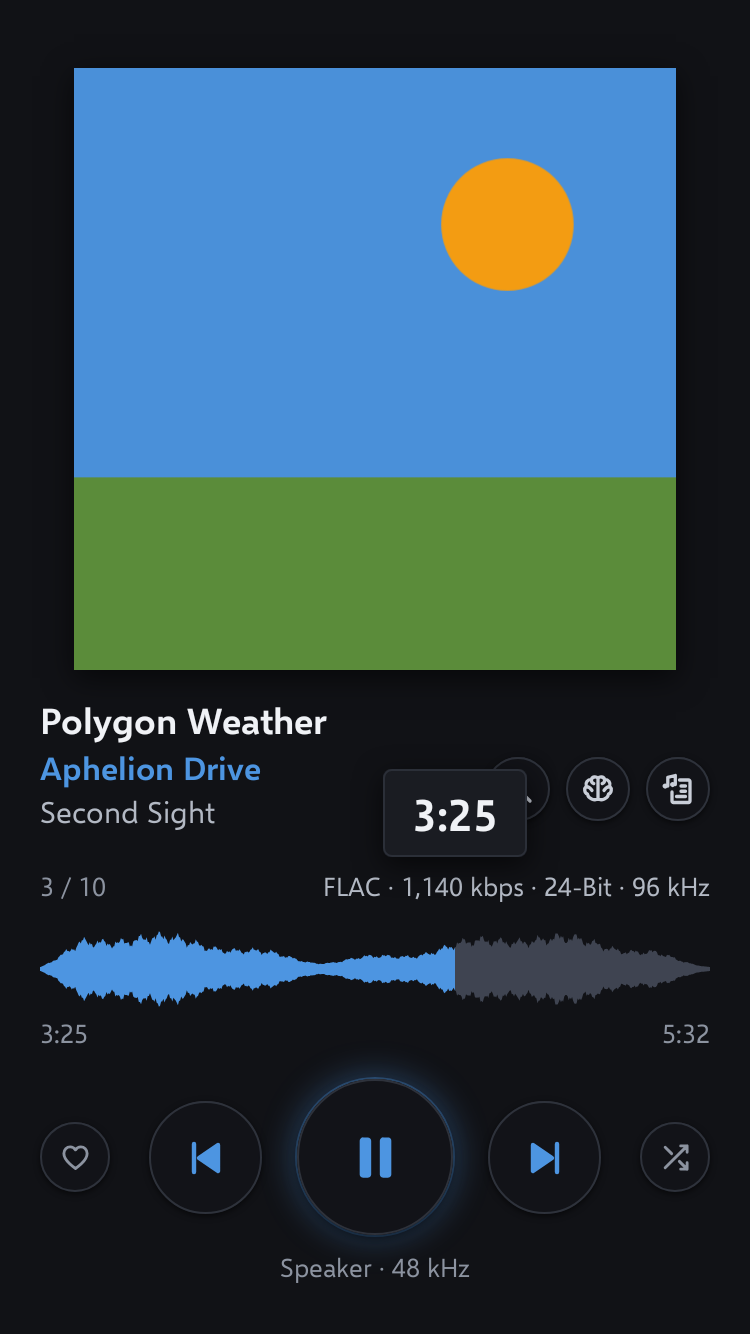 Polygon Weather
Aphelion Drive
Second Sight
3:25
3 / 10
FLAC · 1,140 kbps · 24-Bit · 96 kHz
3:25
5:32
Speaker · 48 kHz